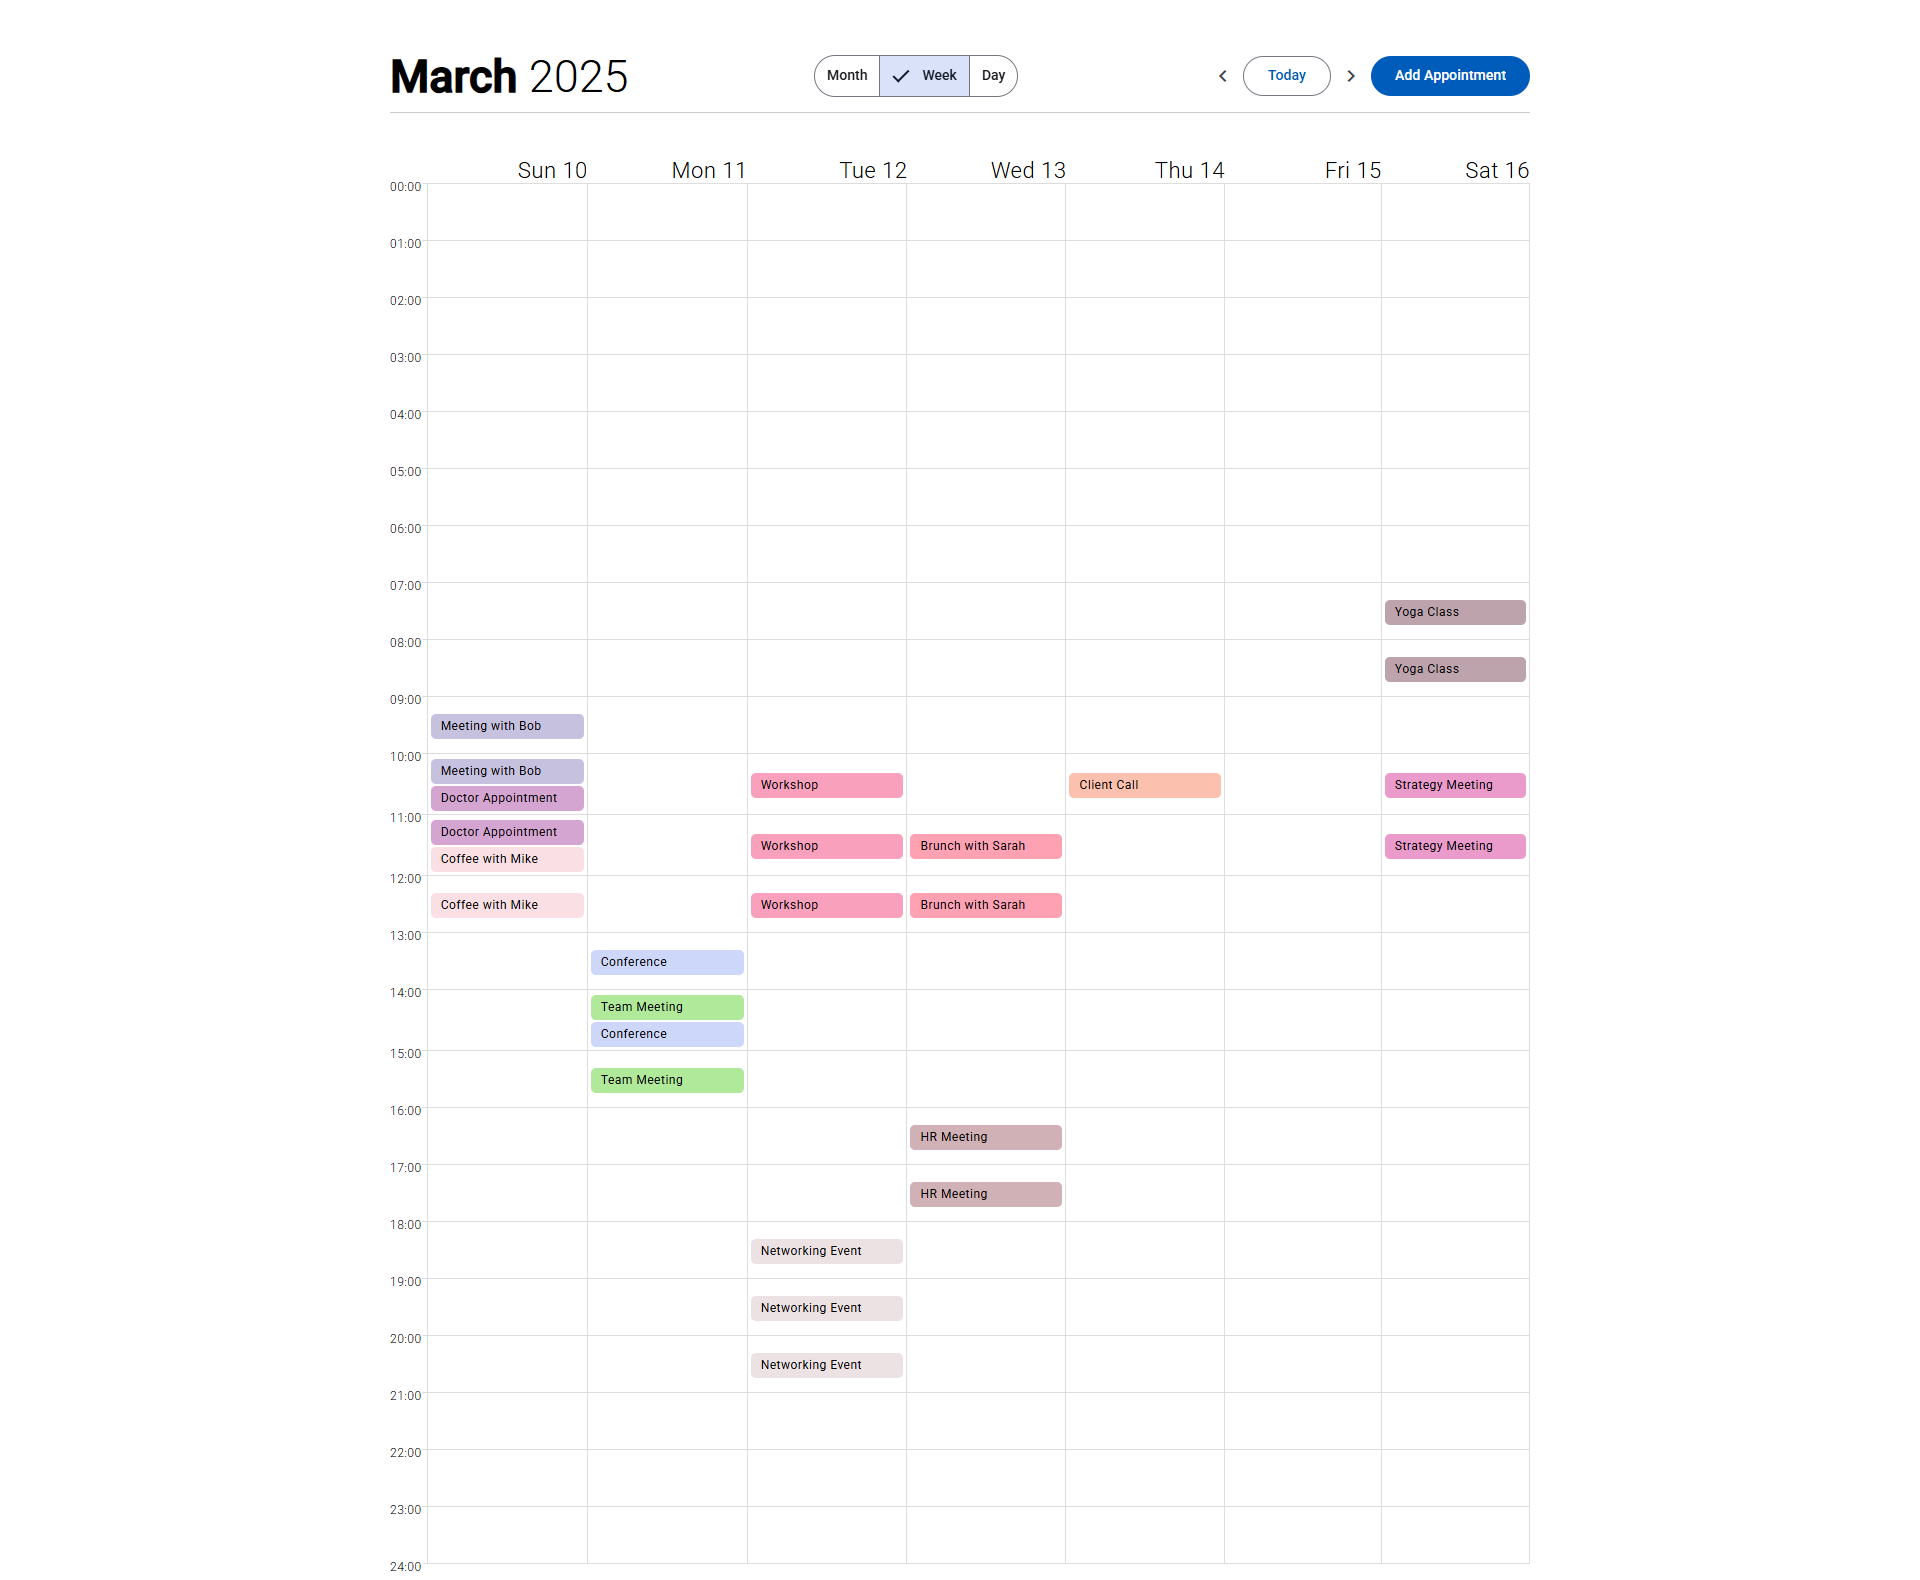 March 2025
Month Week Day
Today Add Appointment
Sun 10 Mon 11 Tue 12 Wed 13 Thu 14 Fri 15 Sat 16
00:00
01:00
02:00
03:00
04:00
05:00
06:00
07:00
Yoga Class
08:00
Yoga Class
09:00
Meeting with Bob
10:00
Meeting with Bob
Doctor Appointment
Workshop
Client Call
Strategy Meeting
11:00
Doctor Appointment
Coffee with Mike
Workshop
Brunch with Sarah
Strategy Meeting
12:00
Coffee with Mike
Workshop
Brunch with Sarah
13:00
Conference
14:00
Team Meeting
Conference
15:00
Team Meeting
16:00
HR Meeting
17:00
HR Meeting
18:00
Networking Event
19:00
Networking Event
20:00
Networking Event
21:00
22:00
23:00
24:00